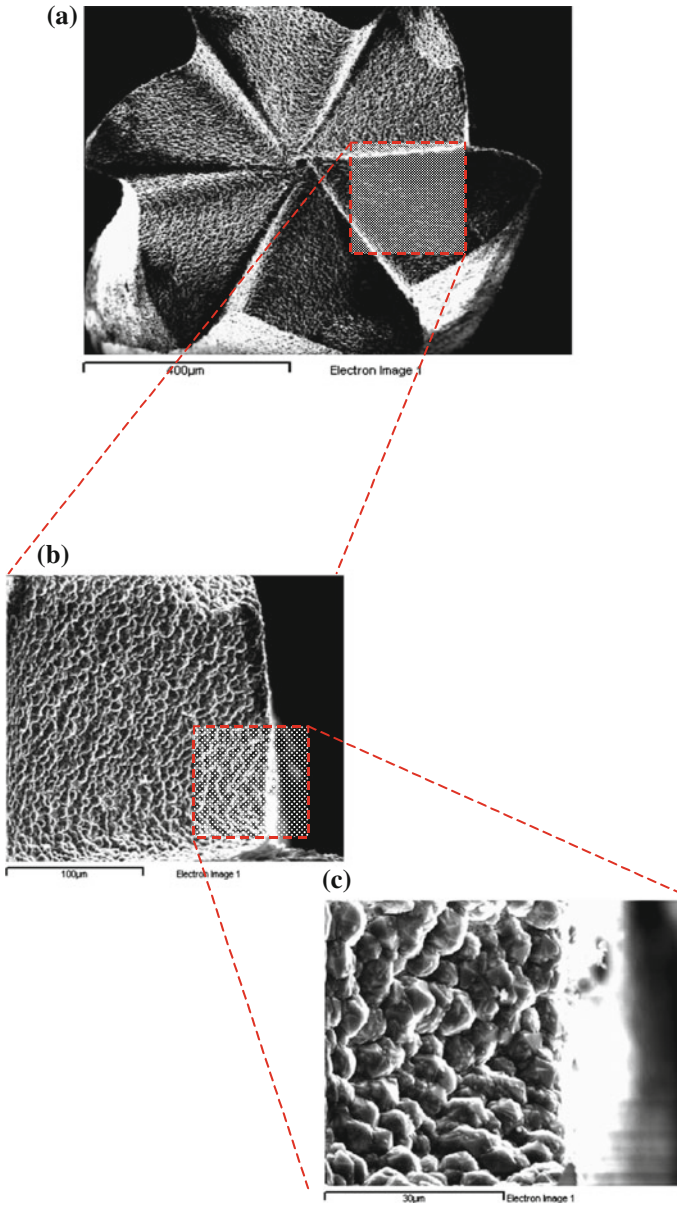 (a)
400μm Electron Image 1
(b)
100μm Electron Image 1
(c)
30μm Electron Image 1